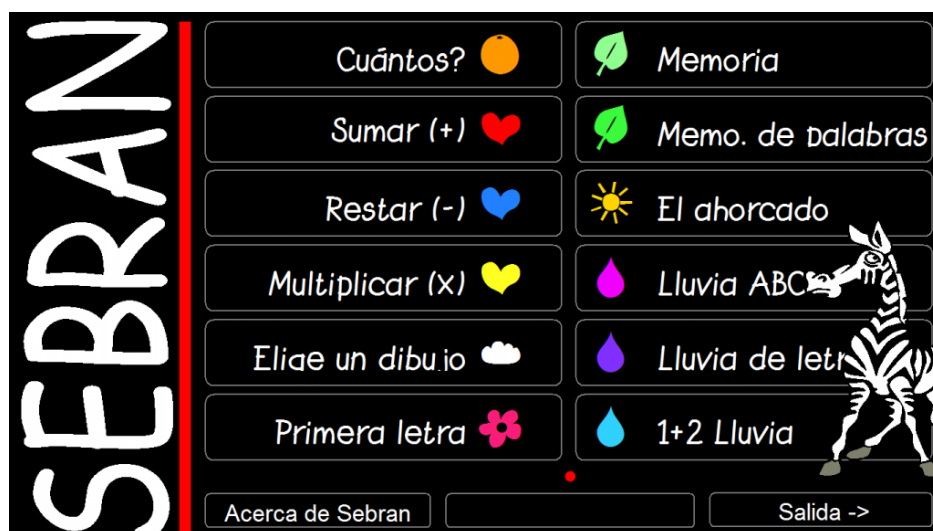 SEBRAN
Cuántos?
Sumar (+)
Restar (-)
Multiplicar (x)
Elige un dibujo
Primera letra
Memoria
Memo. de palabras
El ahorcado
Lluvia ABC
Lluvia de letr
1+2 Lluvia
Acerca de Sebran
Salida ->